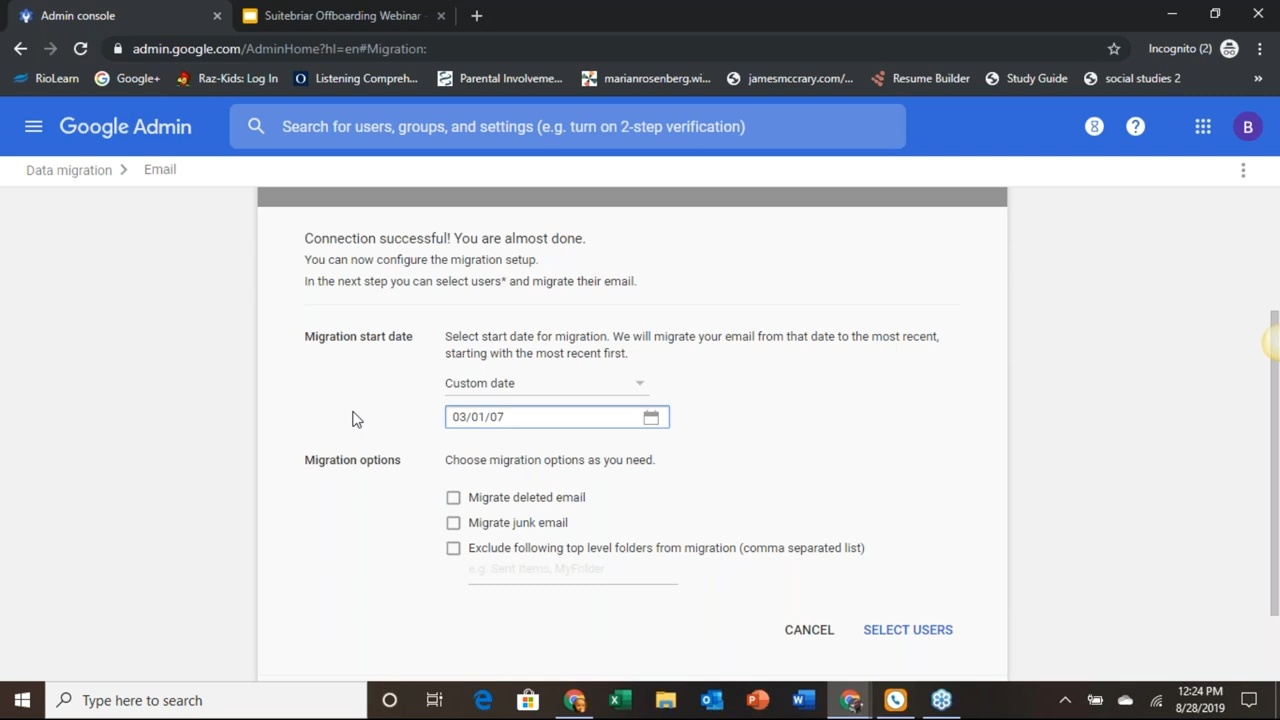 Admin console
Suitebriar Offboarding Webinar
admin.google.com/AdminHome?hl=en#Migration:
Incognito (2)
RioLearn
Google+
Raz-Kids: Log In
Listening Compreh...
Parental Involveme...
marianrosenberg.wi...
jamesmccrary.com/...
Resume Builder
Study Guide
social studies 2
»
Google Admin
Search for users, groups, and settings (e.g. turn on 2-step verification)
B
Data migration > Email
Connection successful! You are almost done.
You can now configure the migration setup.
In the next step you can select users* and migrate their email.
Migration start date
Select start date for migration. We will migrate your email from that date to the most recent,
starting with the most recent first.
Custom date
03/01/07
Migration options
Choose migration options as you need.
Migrate deleted email
Migrate junk email
Exclude following top level folders from migration (comma separated list)
e.g. Sent Items, MyFolder
CANCEL
SELECT USERS
Type here to search
12:24 PM
8/28/2019